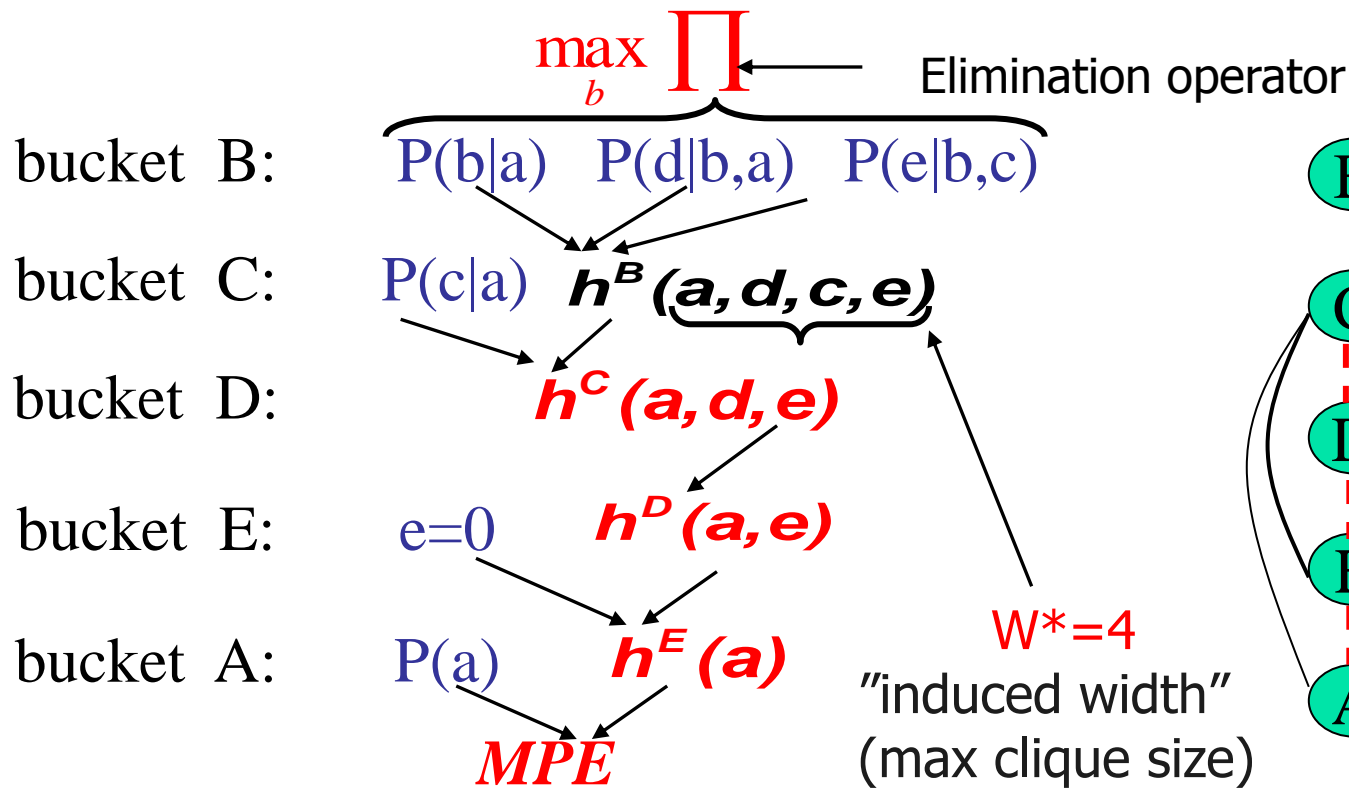 max ∏
b
Elimination operator
bucket B: P(b|a) P(d|b,a) P(e|b,c)
bucket C: P(c|a) h^B (a,d,c,e)
bucket D: h^C (a,d,e)
bucket E: e=0 h^D (a,e)
bucket A: P(a) h^E (a)
MPE
W*=4
”induced width”
(max clique size)